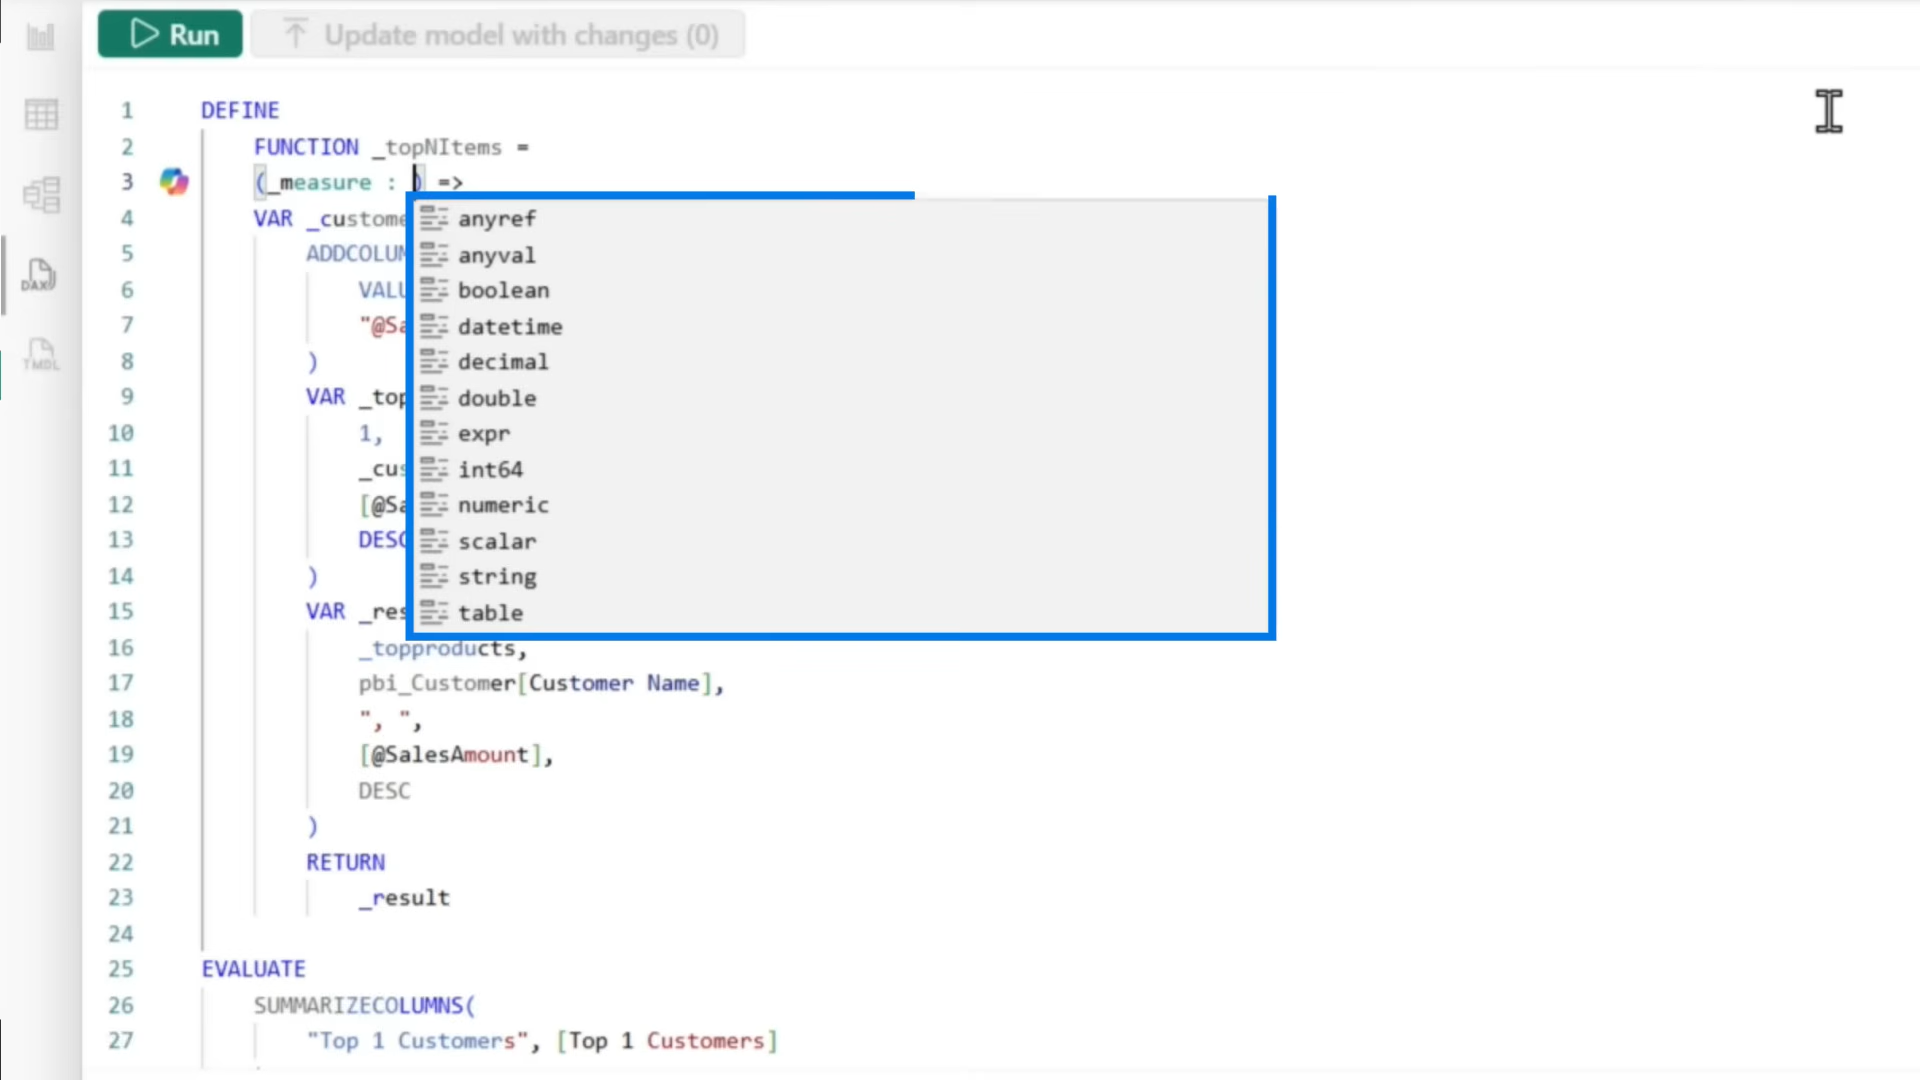 Run
Update model with changes (0)
1 DEFINE
2 FUNCTION _topNItems =
3 (_measure : ) =>
4 VAR _custome
5 ADDCOLUM
6 VALU
7 "@Sa
8 )
9 VAR _top
10 1,
11 _cus
12 [@Sa
13 DESC
14 )
15 VAR _res
anyref
anyval
boolean
datetime
decimal
double
expr
int64
numeric
scalar
string
table
16 _topproducts,
17 pbi_Customer[Customer Name],
18 ", ",
19 [@SalesAmount],
20 DESC
21 )
22 RETURN
23 _result
24
25 EVALUATE
26 SUMMARIZECOLUMNS(
27 "Top 1 Customers", [Top 1 Customers]
DAX
TMDL